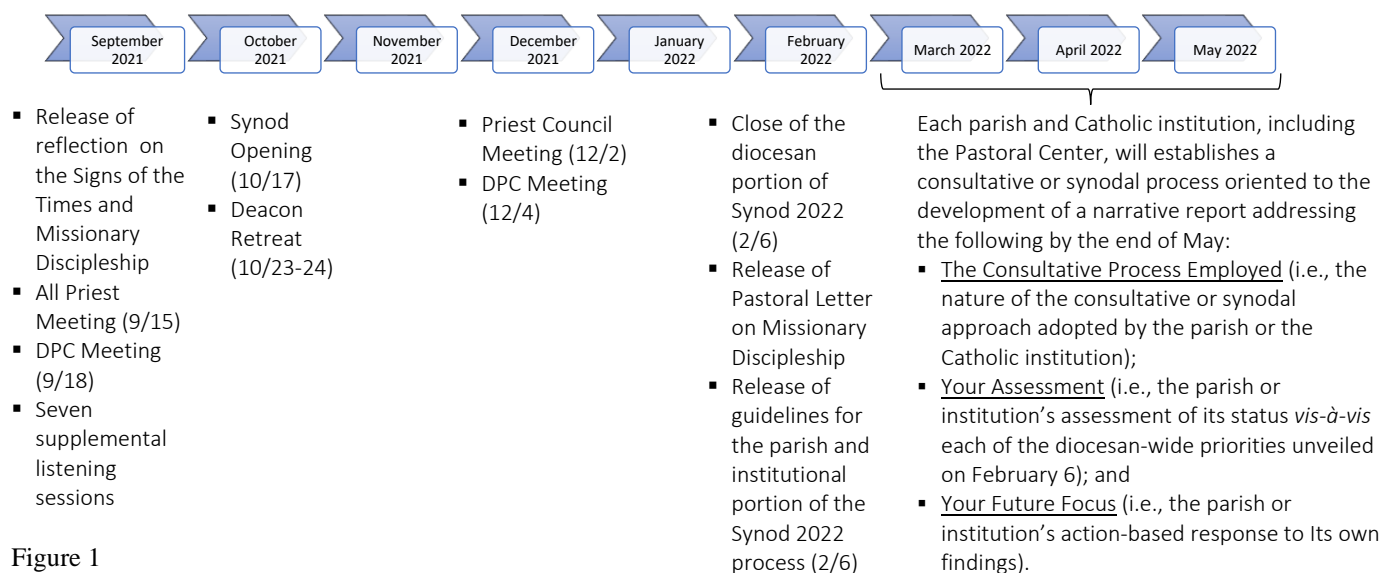 September
2021
October
2021
November
2021
December
2021
January
2022
February
2022
March 2022
April 2022
May 2022
▪ Release of
reflection on
the Signs of the
Times and
Missionary
Discipleship
▪ All Priest
Meeting (9/15)
▪ DPC Meeting
(9/18)
▪ Seven
supplemental
listening
sessions
▪ Synod
Opening
(10/17)
▪ Deacon
Retreat
(10/23-24)
▪ Priest Council
Meeting (12/2)
▪ DPC Meeting
(12/4)
▪ Close of the
diocesan
portion of
Synod 2022
(2/6)
▪ Release of
Pastoral Letter
on Missionary
Discipleship
▪ Release of
guidelines for
the parish and
institutional
portion of the
Synod 2022
process (2/6)
Each parish and Catholic institution, including
the Pastoral Center, will establishes a
consultative or synodal process oriented to the
development of a narrative report addressing
the following by the end of May:
▪ The Consultative Process Employed (i.e., the
nature of the consultative or synodal
approach adopted by the parish or the
Catholic institution);
▪ Your Assessment (i.e., the parish or
institution’s assessment of its status vis-à-vis
each of the diocesan-wide priorities unveiled
on February 6); and
▪ Your Future Focus (i.e., the parish or
institution’s action-based response to Its own
findings).
Figure 1